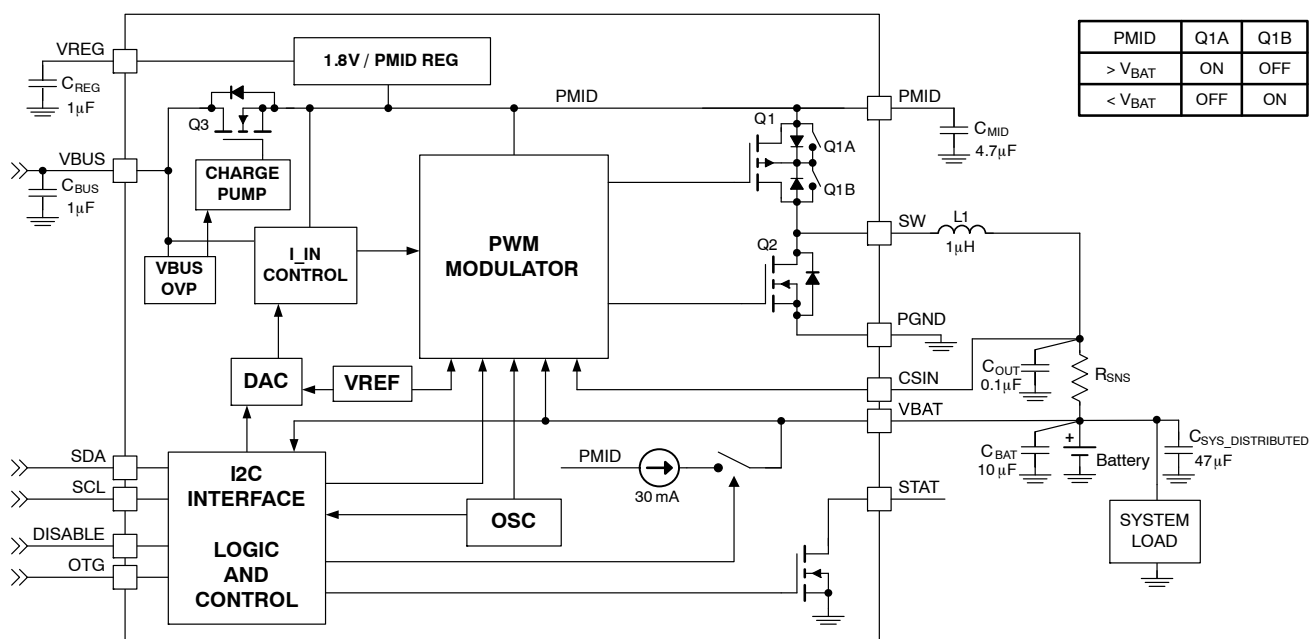 VREG
CREG
1μF
1.8V / PMID REG
PMID
Q3
VBUS
CBUS
1μF
CHARGE
PUMP
VBUS
OVP
I_IN
CONTROL
PWM
MODULATOR
Q1
Q1A
Q1B
Q2
PMID
CMID
4.7μF
SW
L1
1μH
PGND
CSIN
COUT
0.1μF
RSNS
VBAT
CBAT
10μF
+
Battery
CSYS_DISTRIBUTED
47μF
SYSTEM
LOAD
DAC
VREF
SDA
SCL
DISABLE
OTG
I2C
INTERFACE
LOGIC
AND
CONTROL
OSC
PMID
30 mA
STAT
PMID Q1A Q1B
> VBAT ON OFF
< VBAT OFF ON